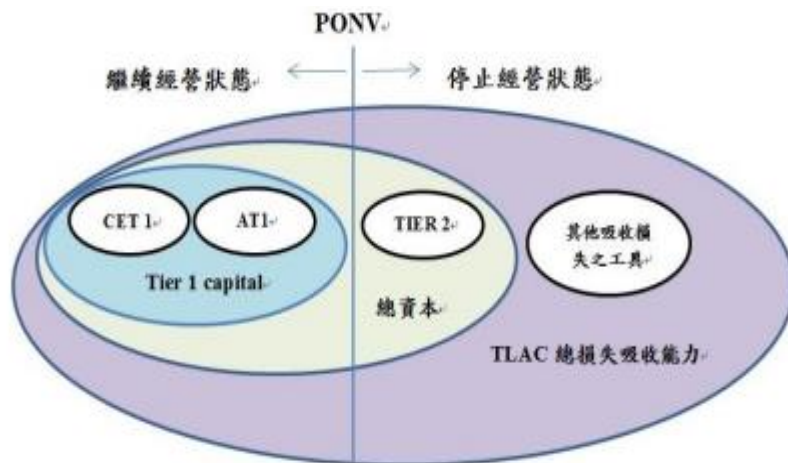 PONV
繼續經營狀態
停止經營狀態
CET 1
AT1
TIER 2
其他吸收損
失之工具
Tier 1 capital
總資本
TLAC 總損失吸收能力